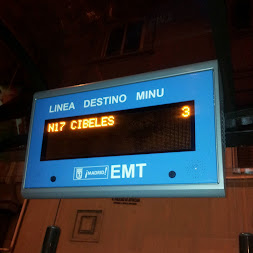 LINEA DESTINO MINU
N17 CIBELES 3
¡MADRID! EMT